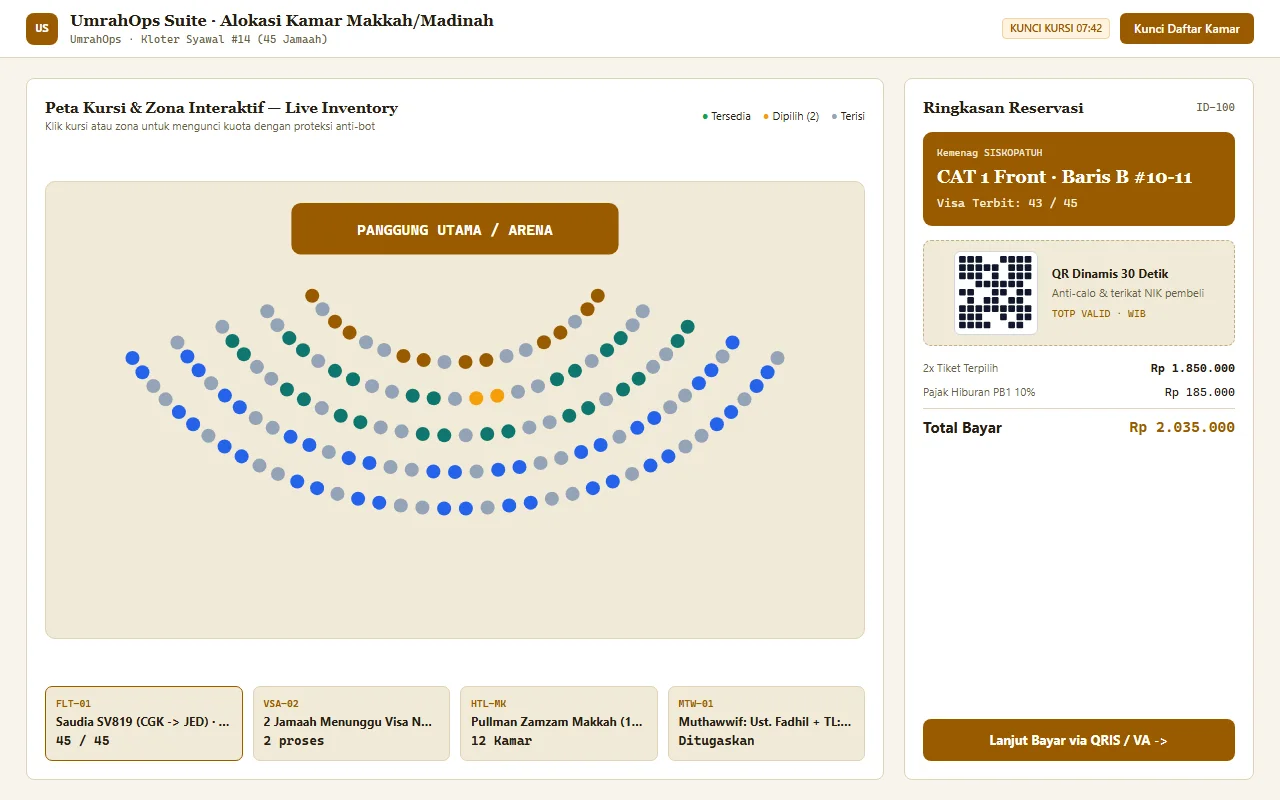 US
UmrahOps Suite · Alokasi Kamar Makkah/Madinah
UmrahOps · Kloter Syawal #14 (45 Jamaah)
KUNCI KURSI 07:42
Kunci Daftar Kamar
Peta Kursi & Zona Interaktif — Live Inventory
Klik kursi atau zona untuk mengunci kuota dengan proteksi anti-bot
Tersedia
Dipilih (2)
Terisi
PANGGUNG UTAMA / ARENA
FLT-01
Saudia SV819 (CGK -> JED) · ...
45 / 45
VSA-02
2 Jamaah Menunggu Visa N...
2 proses
HTL-MK
Pullman Zamzam Makkah (1...
12 Kamar
MTW-01
Muthawwif: Ust. Fadhil + TL:...
Ditugaskan
Ringkasan Reservasi
ID-100
Kemenag SISKOPATUH
CAT 1 Front · Baris B #10-11
Visa Terbit: 43 / 45
QR Dinamis 30 Detik
Anti-calo & terikat NIK pembeli
TOTP VALID · WIB
2x Tiket Terpilih
Rp 1.850.000
Pajak Hiburan PB1 10%
Rp 185.000
Total Bayar
Rp 2.035.000
Lanjut Bayar via QRIS / VA ->